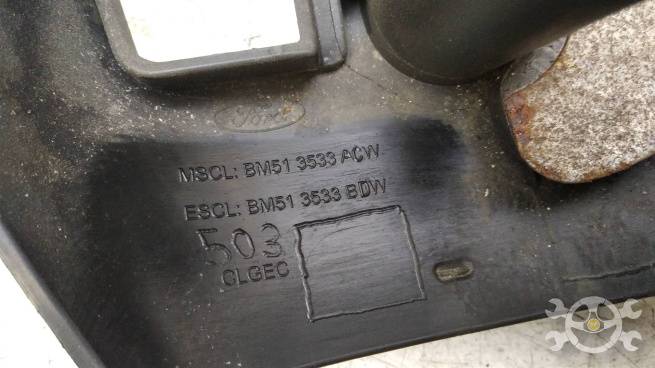 Ford
MSCL: BM51 3533 ACW
ESCL: BM51 3533 BDW
503
CLGEC